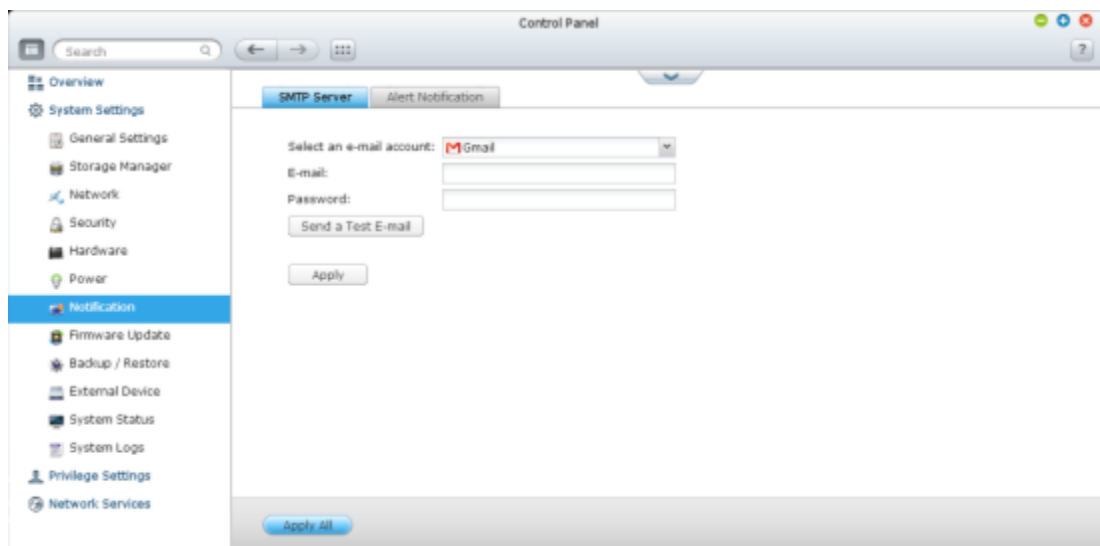 Control Panel
Search
?
Overview
System Settings
General Settings
Storage Manager
Network
Security
Hardware
Power
Notification
Firmware Update
Backup / Restore
External Device
System Status
System Logs
Privilege Settings
Network Services
SMTP Server
Alert Notification
Select an e-mail account: Gmail
E-mail:
Password:
Send a Test E-mail
Apply
Apply All